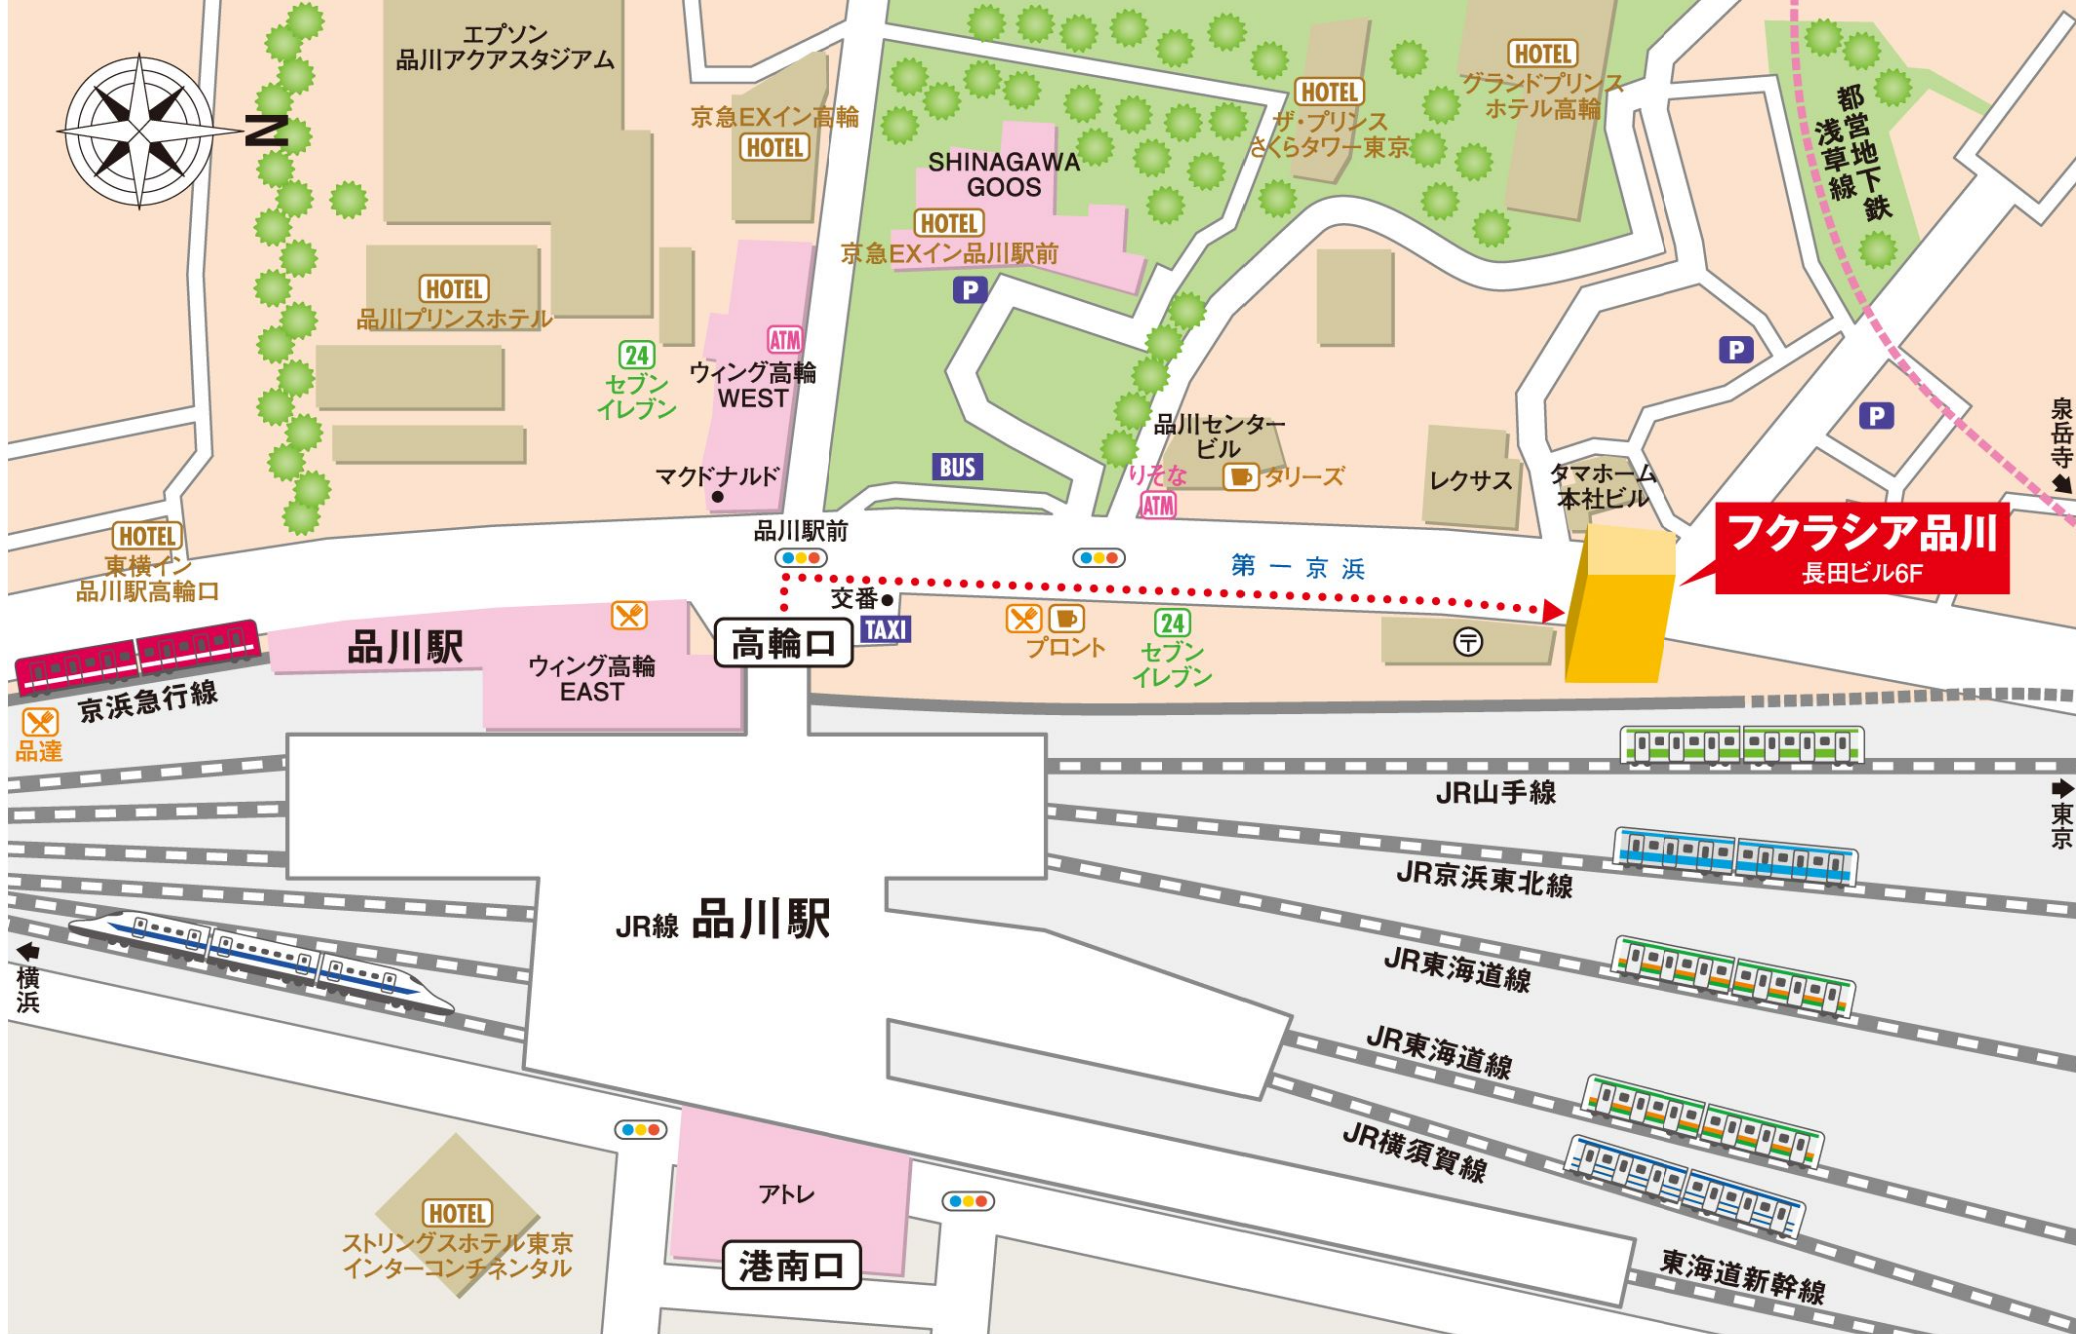 エプソン
品川アクアスタジアム
N
京急EXイン高輪
HOTEL
SHINAGAWA
GOOS
HOTEL
京急EXイン品川駅前
P
HOTEL
ザ・プリンス
さくらタワー東京
HOTEL
グランドプリンス
ホテル高輪
都営地下鉄
浅草線
HOTEL
品川プリンスホテル
24
セブン
イレブン
ATM
ウィング高輪
WEST
マクドナルド
BUS
品川センター
ビル
りそな
ATM
タリーズ
レクサス
タマホーム
本社ビル
P
P
泉岳寺
HOTEL
東横イン
品川駅高輪口
品川駅前
第一京浜
フクラシア品川
長田ビル6F
交番
TAXI
高輪口
品川駅
ウィング高輪
EAST
プロント
24
セブン
イレブン
〒
京浜急行線
品達
JR山手線
東京
JR京浜東北線
JR線 品川駅
JR東海道線
横浜
JR東海道線
JR横須賀線
東海道新幹線
アトレ
港南口
HOTEL
ストリングスホテル東京
インターコンチネンタル